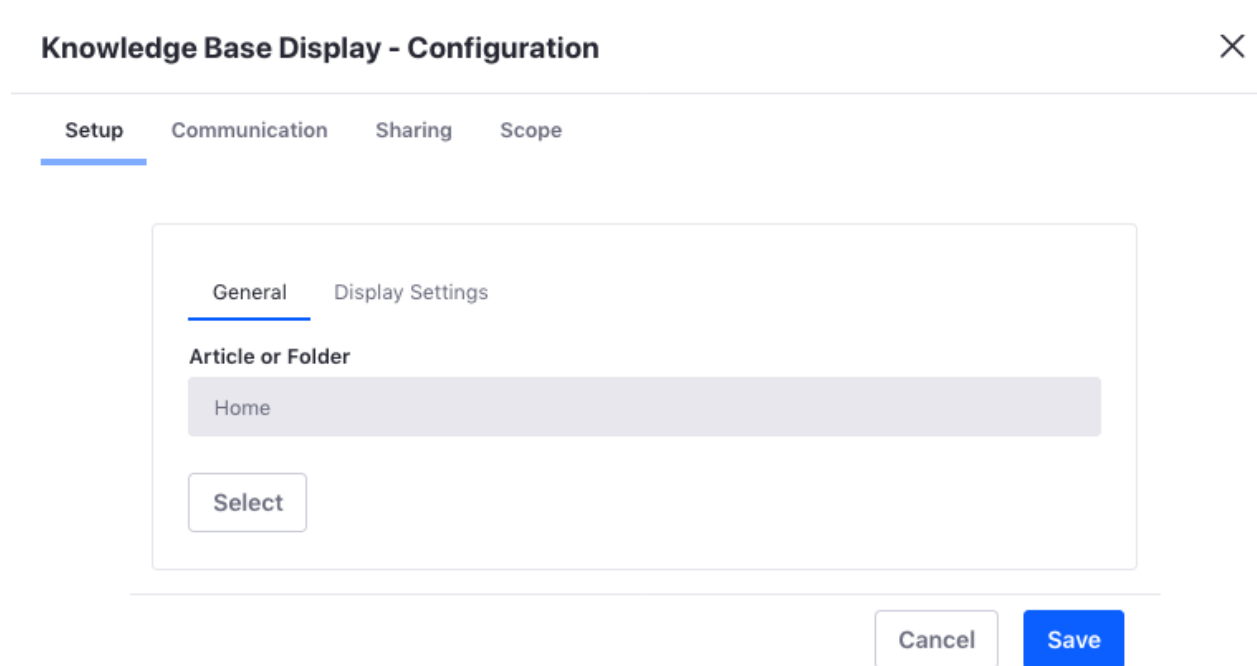 Knowledge Base Display - Configuration
Setup Communication Sharing Scope
General Display Settings
Article or Folder
Home
Select
Cancel Save